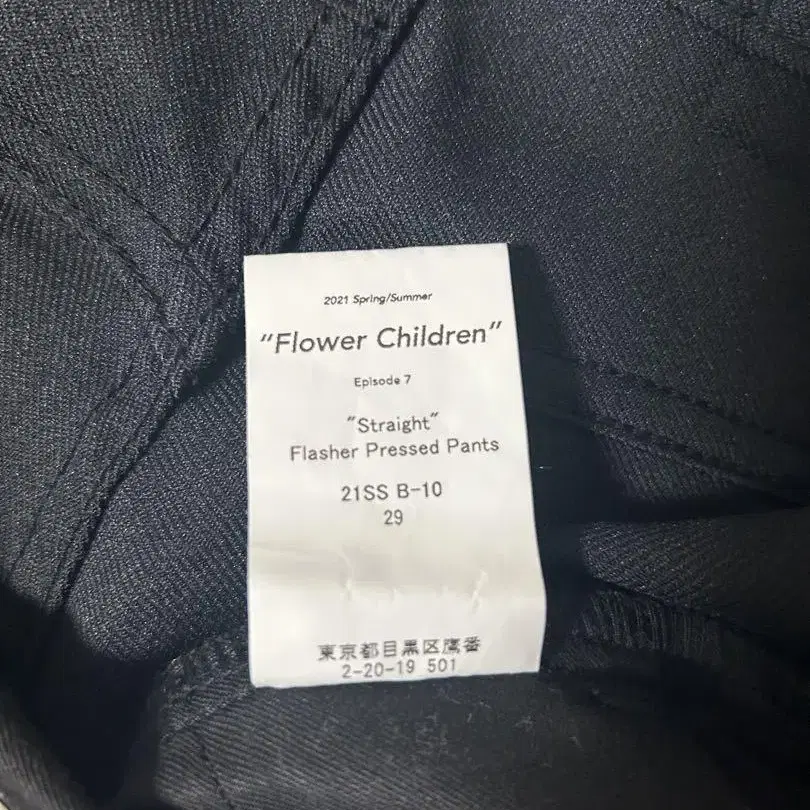 2021 Spring/Summer
"Flower Children"
Episode 7
"Straight"
Flasher Pressed Pants
21SS B-10
29
東京都目黒区鷹番
2-20-19 501